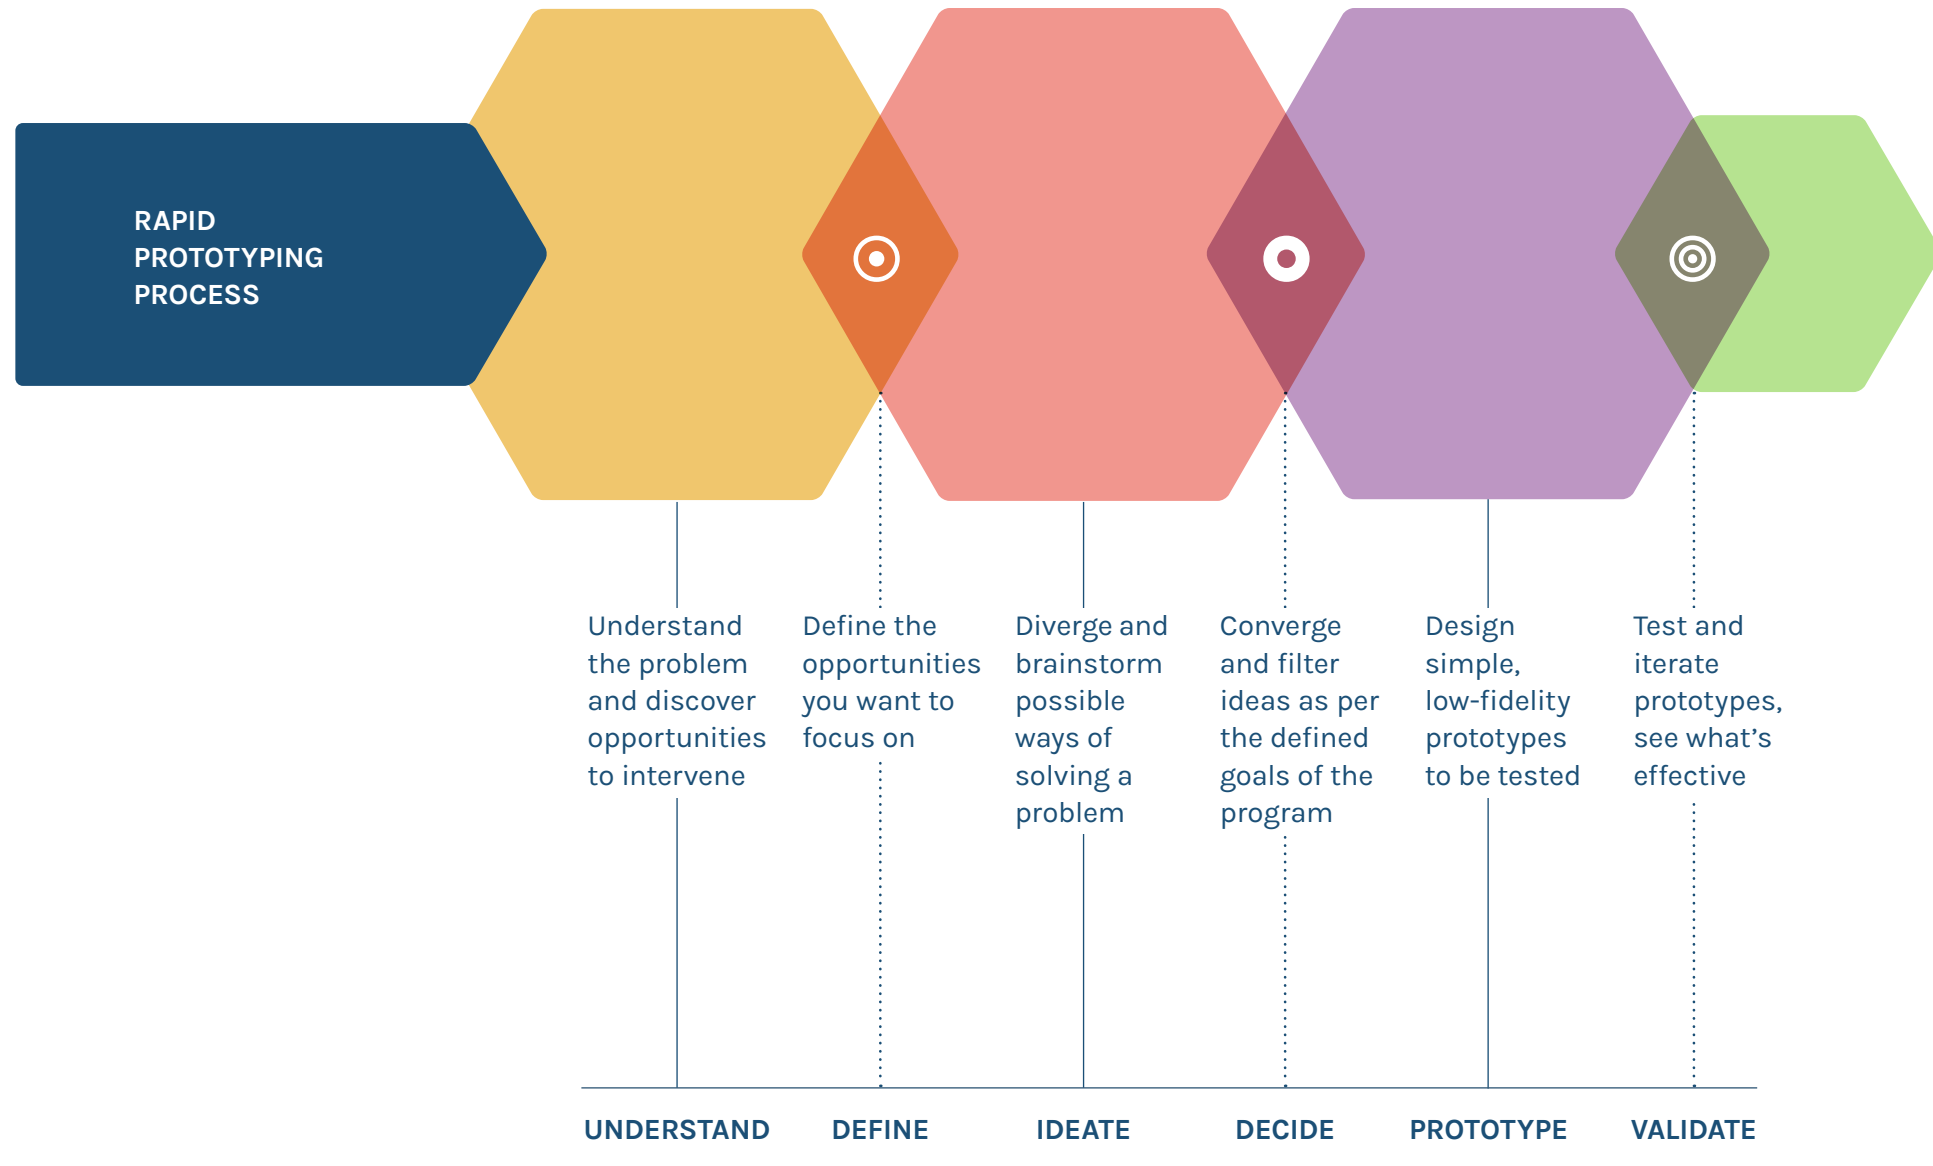 RAPID
PROTOTYPING
PROCESS
Understand
the problem
and discover
opportunities
to intervene
Define the
opportunities
you want to
focus on
Diverge and
brainstorm
possible
ways of
solving a
problem
Converge
and filter
ideas as per
the defined
goals of the
program
Design
simple,
low-fidelity
prototypes
to be tested
Test and
iterate
prototypes,
see what’s
effective
UNDERSTAND
DEFINE
IDEATE
DECIDE
PROTOTYPE
VALIDATE